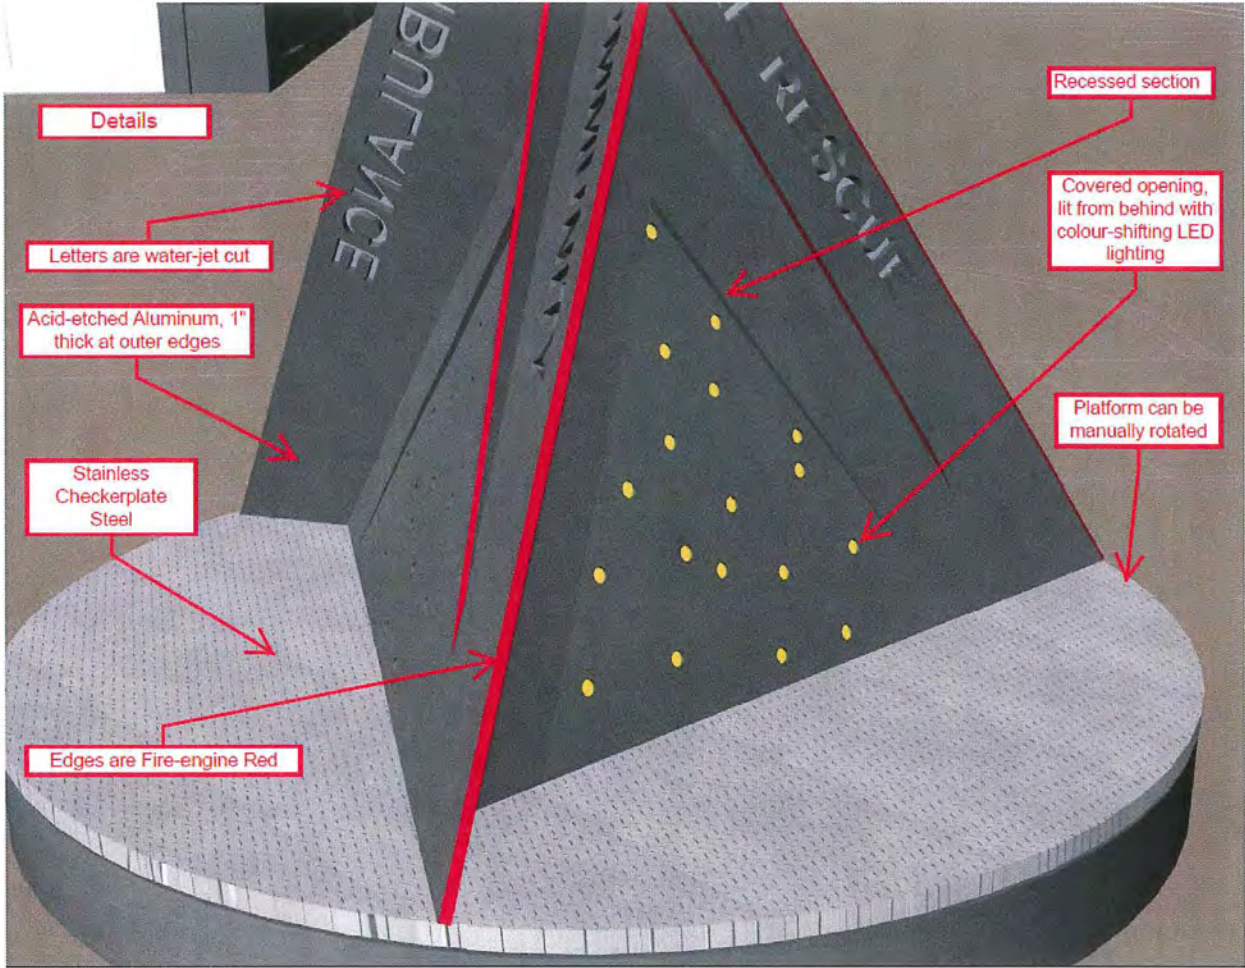 Details
Letters are water-jet cut
Acid-etched Aluminum, 1"
thick at outer edges
Stainless
Checkerplate
Steel
Edges are Fire-engine Red
Recessed section
Covered opening,
lit from behind with
colour-shifting LED
lighting
Platform can be
manually rotated
RESCUE